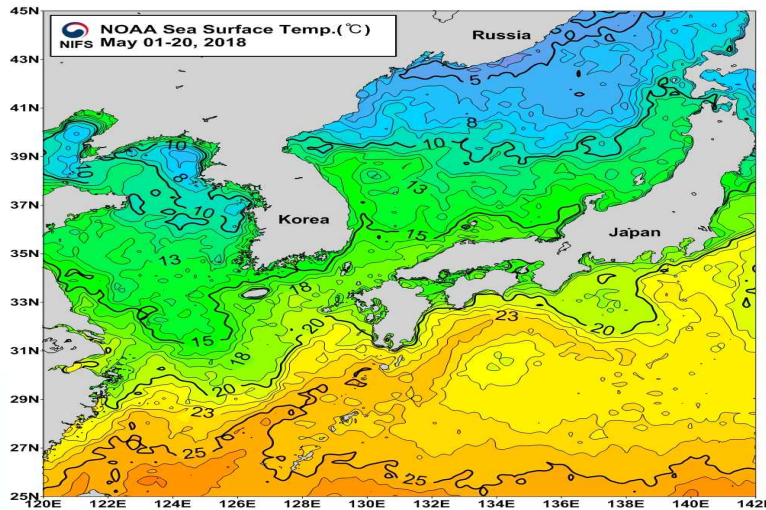 NOAA Sea Surface Temp.(℃)
NIFS May 01-20, 2018
45N
43N
41N
39N
37N
35N
33N
31N
29N
27N
25N
120E 122E 124E 126E 128E 130E 132E 134E 136E 138E 140E 142E
Russia
Korea
Japan
5
8
10
10
8
10
10
13
13
15
15
18
18
20
20
20
23
23
25
25